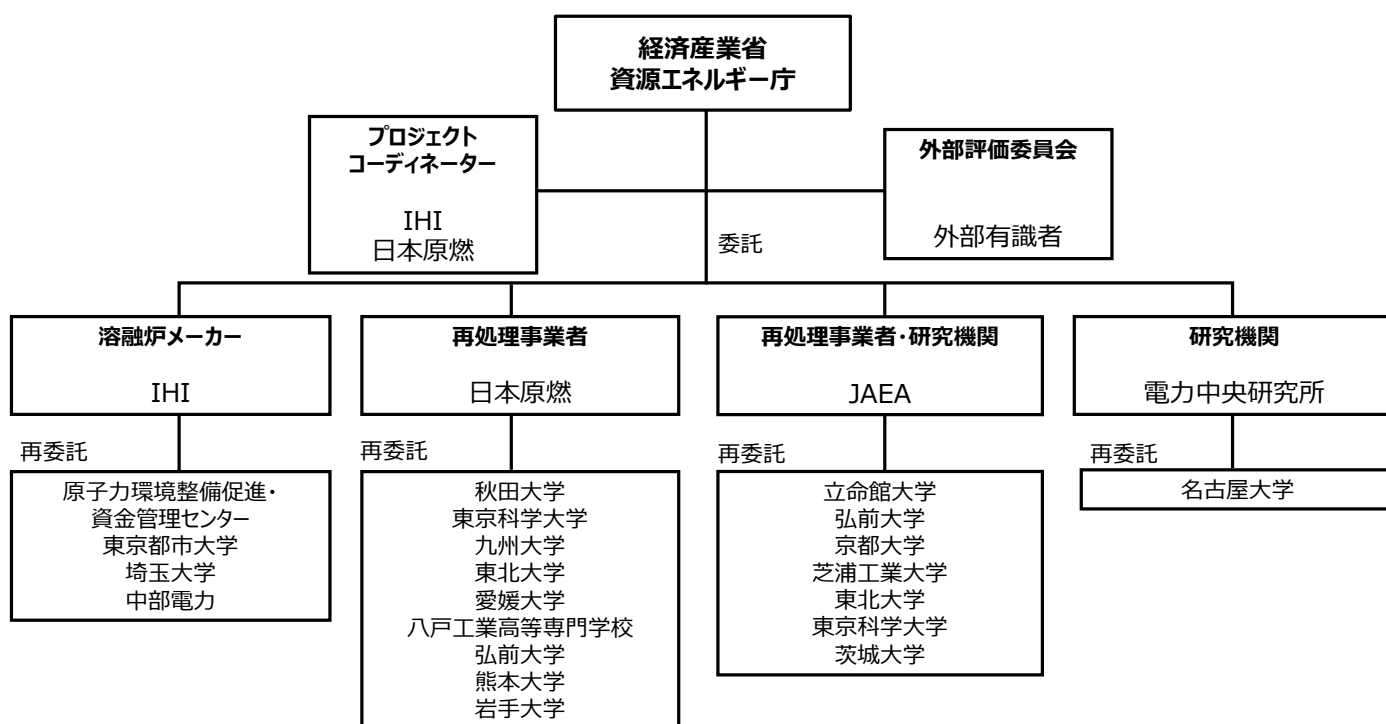 経済産業省
資源エネルギー庁
プロジェクト
コーディネーター
IHI
日本原燃
外部評価委員会
外部有識者
委託
溶融炉メーカー
IHI
再処理事業者
日本原燃
再処理事業者・研究機関
JAEA
研究機関
電力中央研究所
再委託
原子力環境整備促進・
資金管理センター
東京都市大学
埼玉大学
中部電力
再委託
秋田大学
東京科学大学
九州大学
東北大学
愛媛大学
八戸工業高等専門学校
弘前大学
熊本大学
岩手大学
再委託
立命館大学
弘前大学
京都大学
芝浦工業大学
東北大学
東京科学大学
茨城大学
再委託
名古屋大学